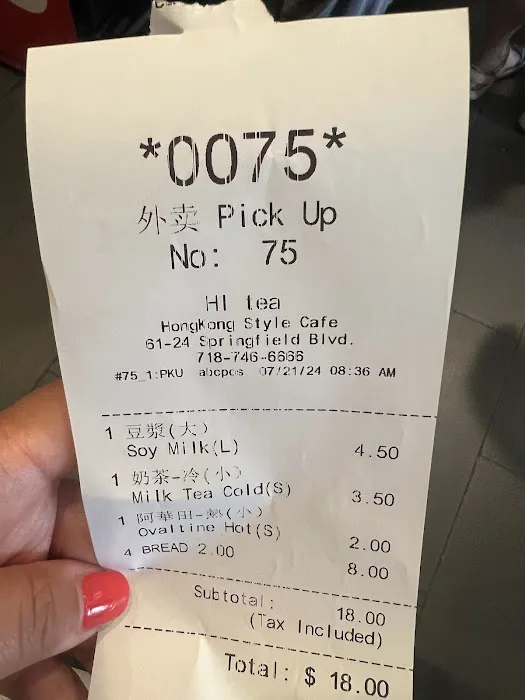 *0075*
外卖 Pick Up
No: 75
HI tea
HongKong Style Cafe
61-24 Springfield Blvd.
718-746-6666
#75_1:PKU abcpos 07/21/24 08:36 AM
1 豆漿(大)
Soy Milk(L) 4.50
1 奶茶-冷(小)
Milk Tea Cold(S) 3.50
1 阿華田-熱(小)
Ovaltine Hot(S) 2.00
4 BREAD 2.00 8.00
Subtotal: 18.00
(Tax Included)
Total: $ 18.00